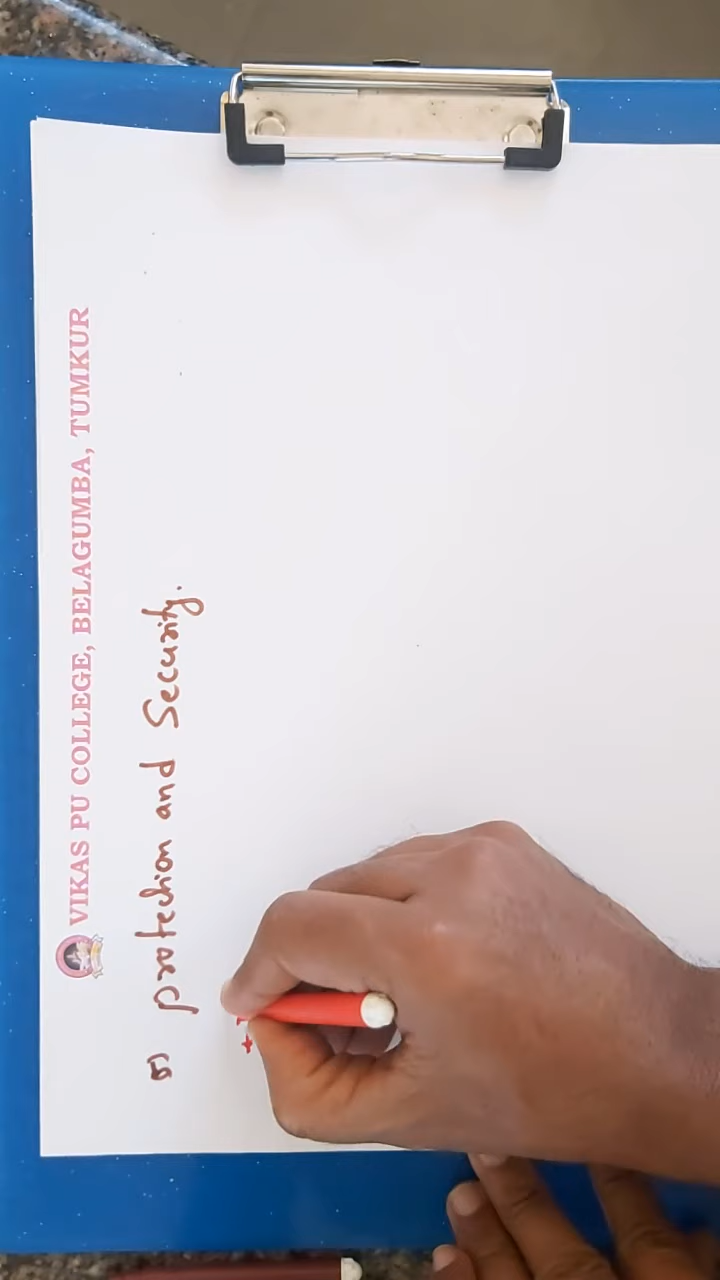 VIKAS PU COLLEGE, BELAGUMBA, TUMKUR
5) protection and Security.